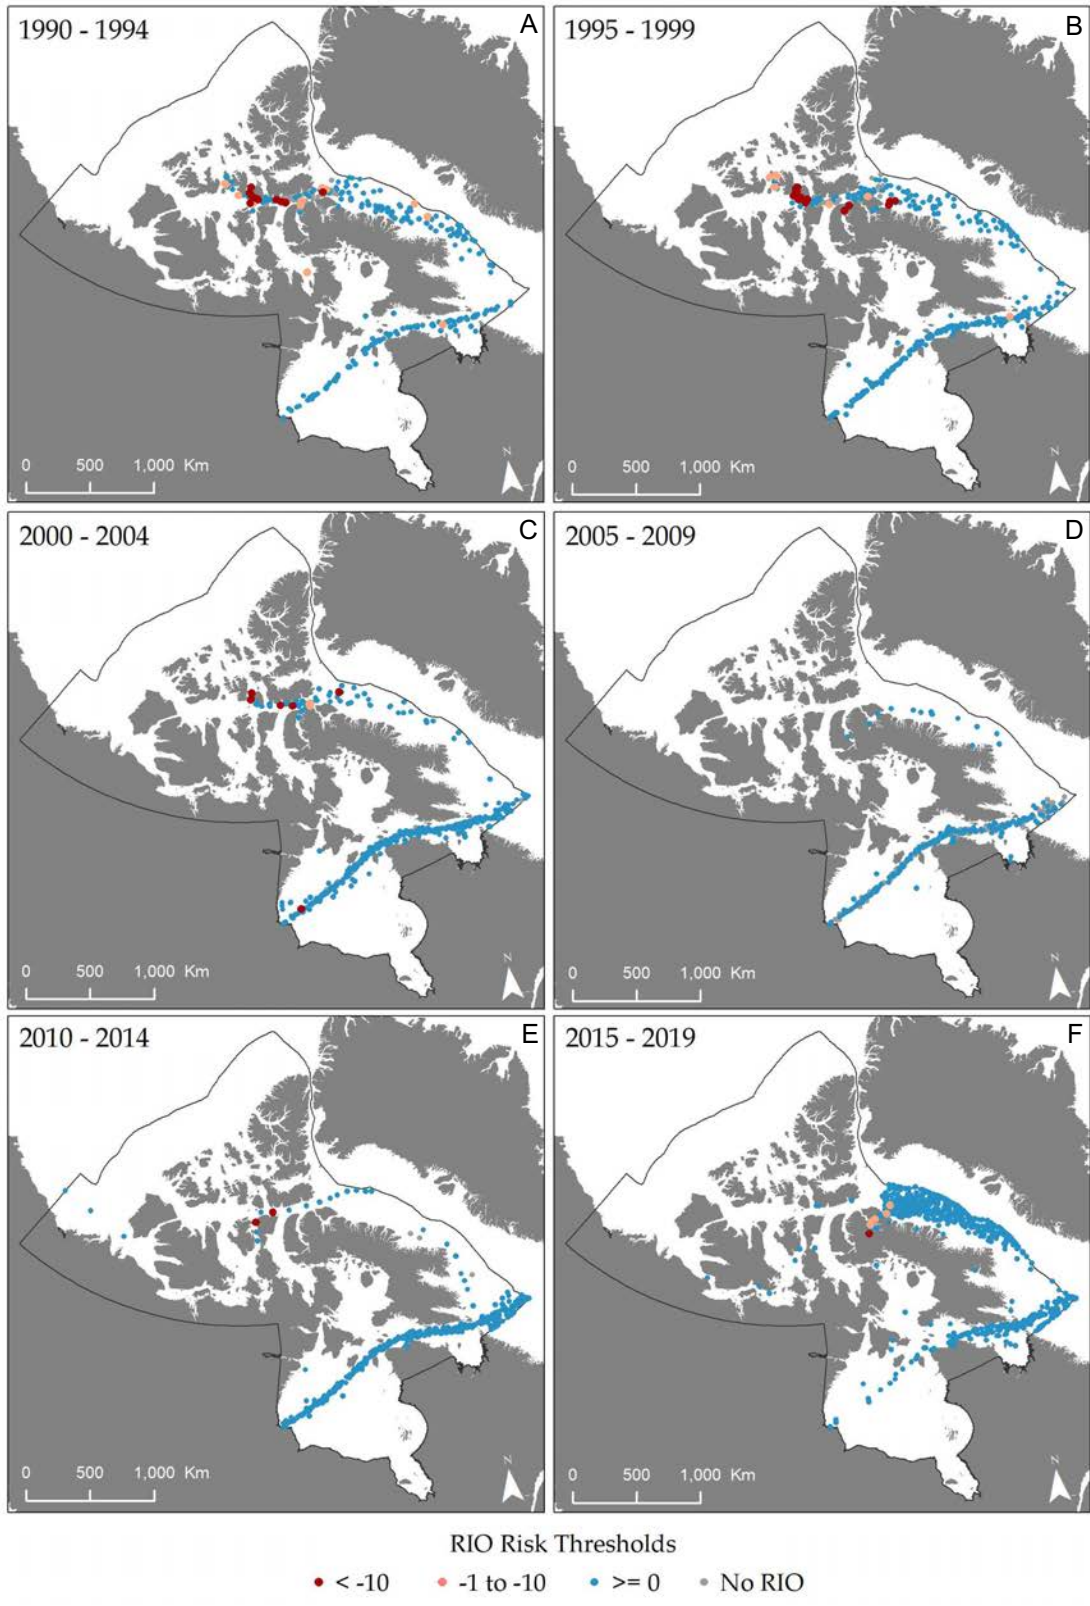 1990 - 1994 A
1995 - 1999 B
N
0 500 1,000 Km
N
0 500 1,000 Km
2000 - 2004 C
2005 - 2009 D
N
0 500 1,000 Km
N
0 500 1,000 Km
2010 - 2014 E
2015 - 2019 F
N
0 500 1,000 Km
N
0 500 1,000 Km
RIO Risk Thresholds
< -10 -1 to -10 >= 0 No RIO